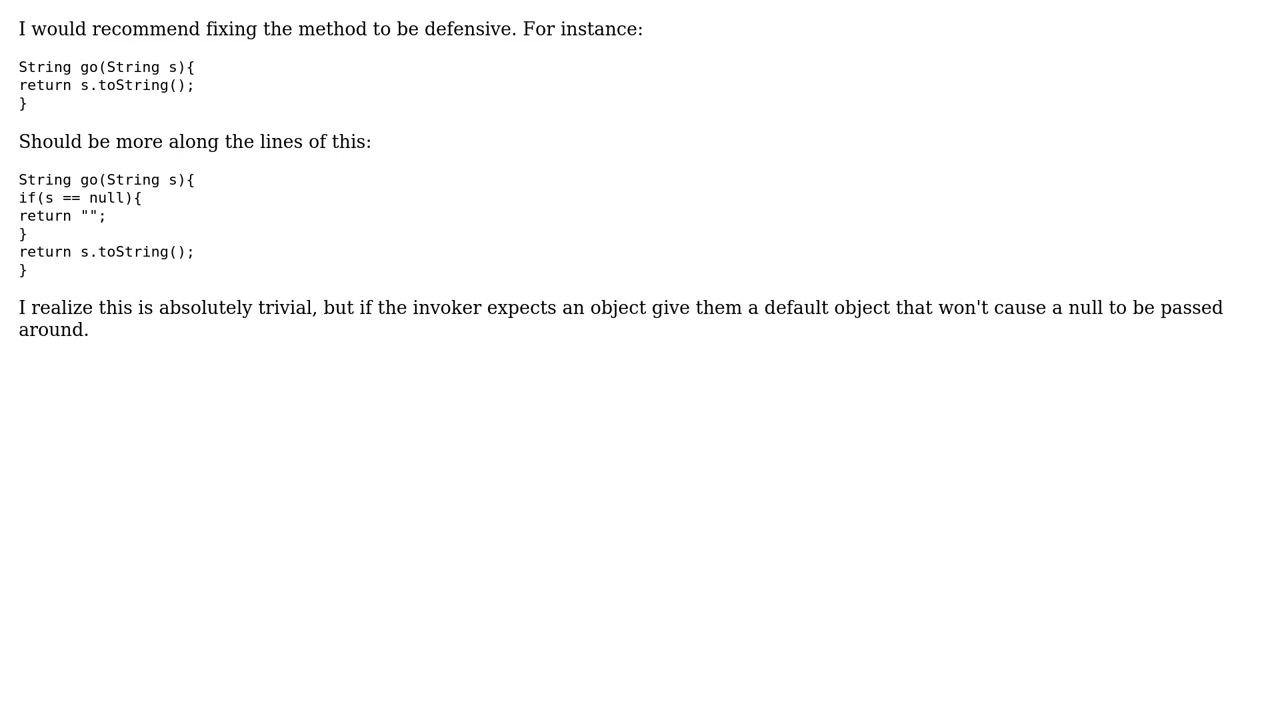 I would recommend fixing the method to be defensive. For instance:
String go(String s){
return s.toString();
}
Should be more along the lines of this:
String go(String s){
if(s == null){
return "";
}
return s.toString();
}
I realize this is absolutely trivial, but if the invoker expects an object give them a default object that won't cause a null to be passed
around.